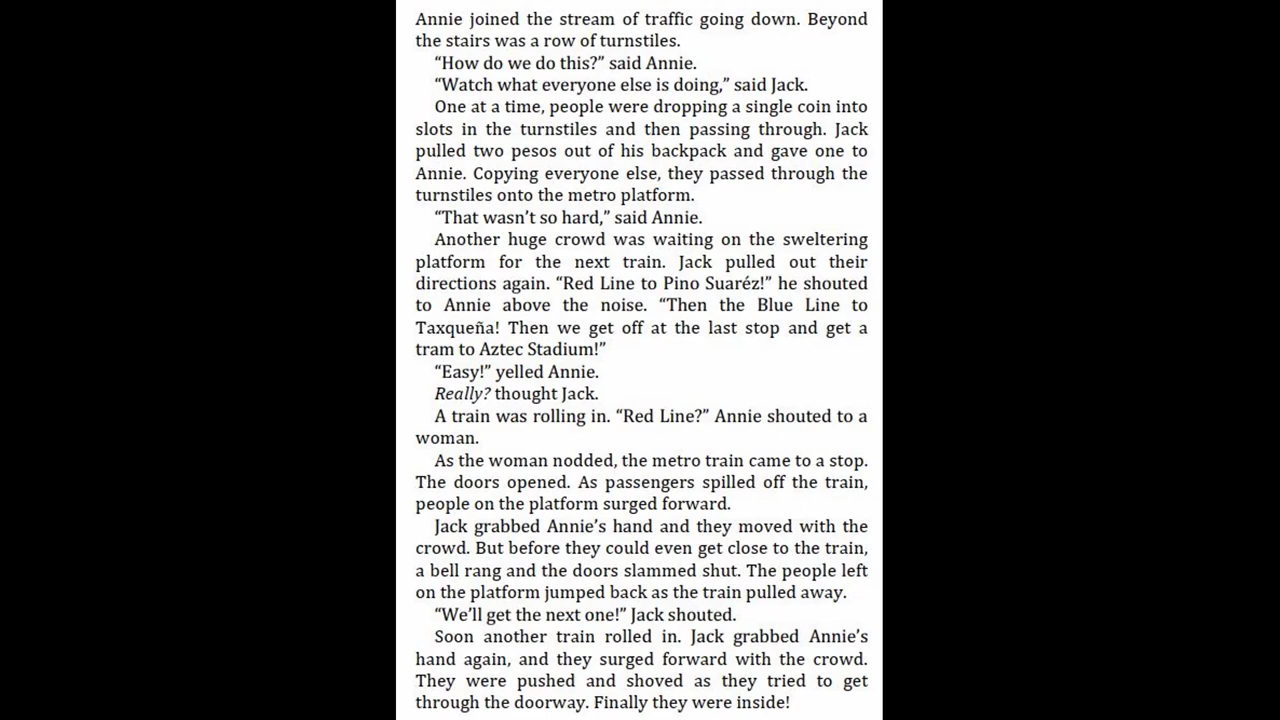 Annie joined the stream of traffic going down. Beyond
the stairs was a row of turnstiles.
“How do we do this?” said Annie.
“Watch what everyone else is doing,” said Jack.
One at a time, people were dropping a single coin into
slots in the turnstiles and then passing through. Jack
pulled two pesos out of his backpack and gave one to
Annie. Copying everyone else, they passed through the
turnstiles onto the metro platform.
“That wasn’t so hard,” said Annie.
Another huge crowd was waiting on the sweltering
platform for the next train. Jack pulled out their
directions again. “Red Line to Pino Suaréz!” he shouted
to Annie above the noise. “Then the Blue Line to
Taxqueña! Then we get off at the last stop and get a
tram to Aztec Stadium!”
“Easy!” yelled Annie.
Really? thought Jack.
A train was rolling in. “Red Line?” Annie shouted to a
woman.
As the woman nodded, the metro train came to a stop.
The doors opened. As passengers spilled off the train,
people on the platform surged forward.
Jack grabbed Annie’s hand and they moved with the
crowd. But before they could even get close to the train,
a bell rang and the doors slammed shut. The people left
on the platform jumped back as the train pulled away.
“We’ll get the next one!” Jack shouted.
Soon another train rolled in. Jack grabbed Annie’s
hand again, and they surged forward with the crowd.
They were pushed and shoved as they tried to get
through the doorway. Finally they were inside!